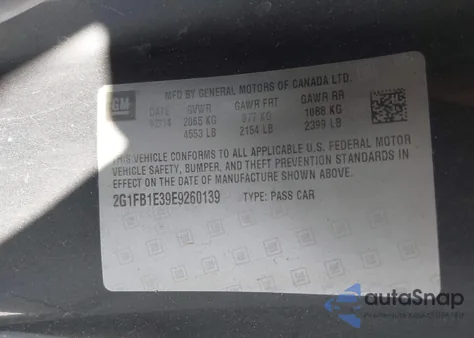 GM
MFD BY GENERAL MOTORS OF CANADA LTD.
DATE GVWR GAWR FRT GAWR RR
2065 KG 977 KG 1088 KG
4553 LB 2154 LB 2399 LB
THIS VEHICLE CONFORMS TO ALL APPLICABLE U.S. FEDERAL MOTOR
VEHICLE SAFETY, BUMPER, AND THEFT PREVENTION STANDARDS IN
EFFECT ON THE DATE OF MANUFACTURE SHOWN ABOVE.
2G1FB1E39E9260139 TYPE: PASS CAR
autoSnap